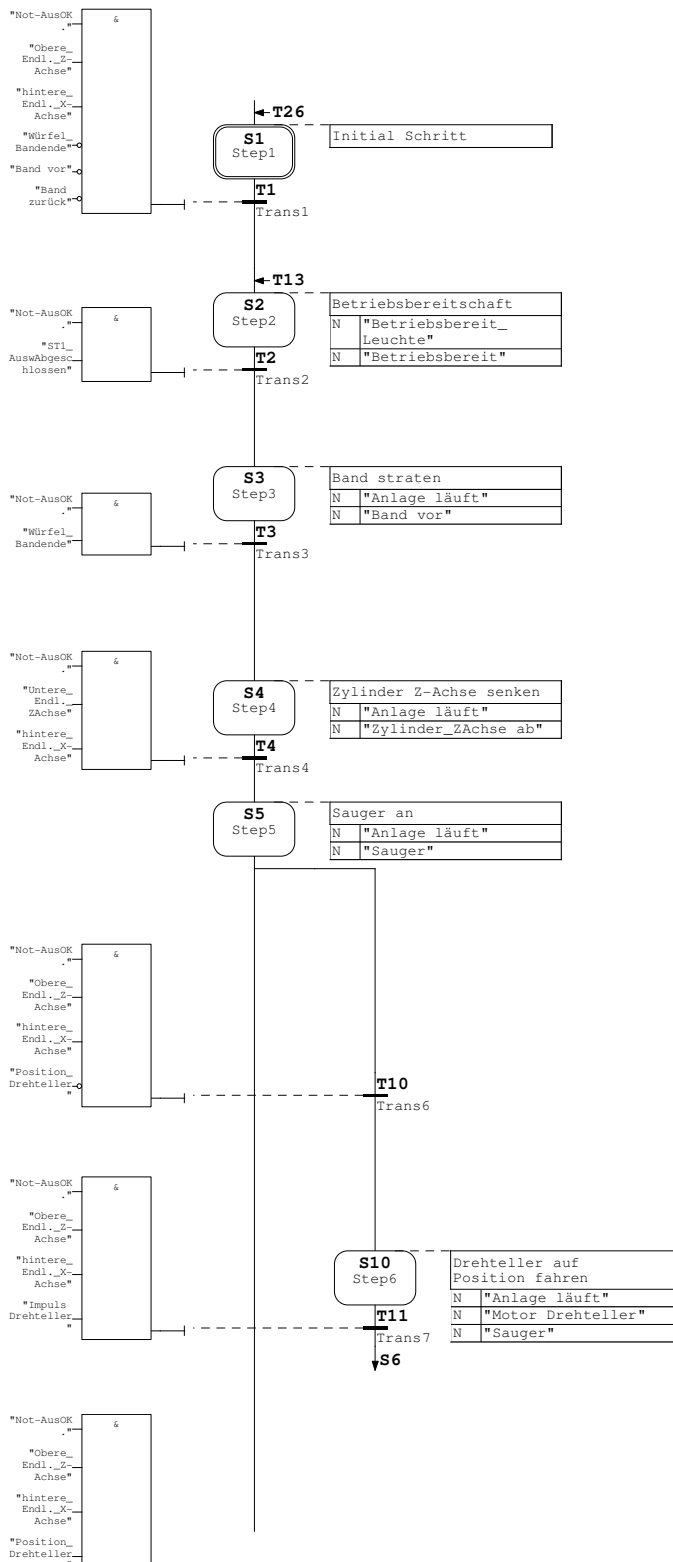 "Not-AusOK
."
&
"Obere_
Endl._Z-
Achse"
"hintere_
Endl._X-
Achse"
"Würfel_
Bandende"
"Band vor"
"Band
zurück"
T26
S1
Step1
Initial Schritt
T1
Trans1
T13
S2
Step2
Betriebsbereitschaft
N "Betriebsbereit_
Leuchte"
N "Betriebsbereit"
"Not-AusOK
."
&
"ST1_
AuswAbgesc
hlossen"
T2
Trans2
S3
Step3
Band straten
N "Anlage läuft"
N "Band vor"
"Not-AusOK
."
&
"Würfel_
Bandende"
T3
Trans3
"Not-AusOK
."
&
"Untere_
Endl._
ZAchse"
"hintere_
Endl._X-
Achse"
S4
Step4
Zylinder Z-Achse senken
N "Anlage läuft"
N "Zylinder_ZAchse ab"
T4
Trans4
S5
Step5
Sauger an
N "Anlage läuft"
N "Sauger"
"Not-AusOK
."
&
"Obere_
Endl._Z-
Achse"
"hintere_
Endl._X-
Achse"
"Position_
Drehteller
"
T10
Trans6
"Not-AusOK
."
&
"Obere_
Endl._Z-
Achse"
"hintere_
Endl._X-
Achse"
"Impuls
Drehteller
"
S10
Step6
Drehteller auf
Position fahren
N "Anlage läuft"
N "Motor Drehteller"
N "Sauger"
T11
Trans7
S6
"Not-AusOK
."
&
"Obere_
Endl._Z-
Achse"
"hintere_
Endl._X-
Achse"
"Position_
Drehteller